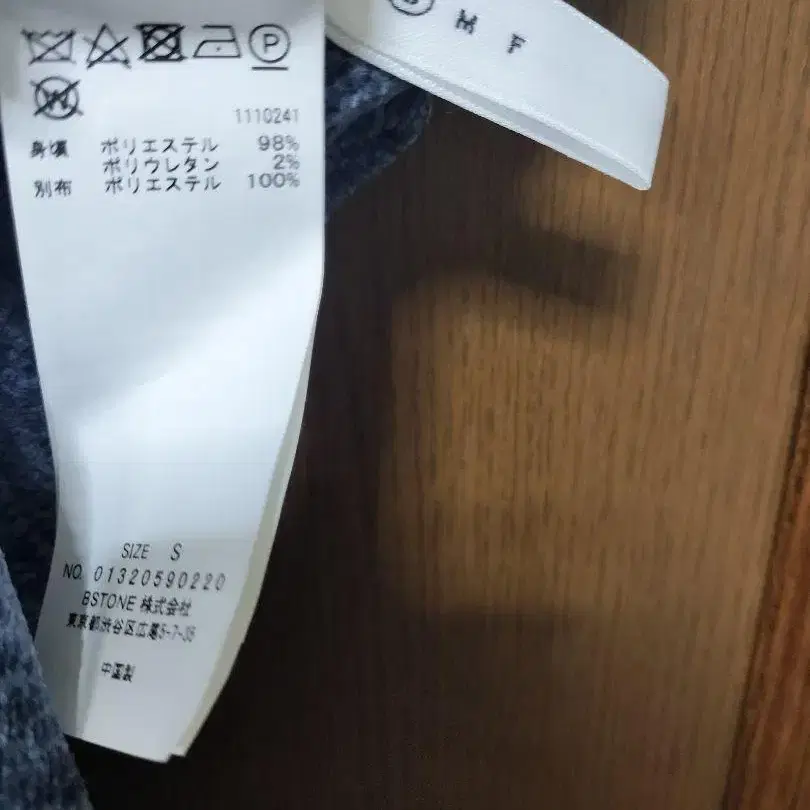 M F
P
W
1110241
身頃 ポリエステル 98%
ポリウレタン 2%
別布 ポリエステル 100%
SIZE S
NO. 01320590220
BSTONE 株式会社
東京都渋谷区広尾5-7-35
中国製